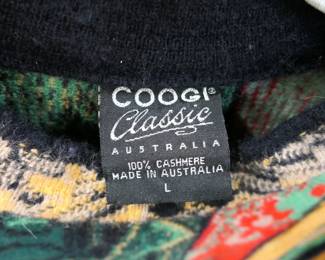 COOGI®
Classic
AUSTRALIA
100% CASHMERE
MADE IN AUSTRALIA
L